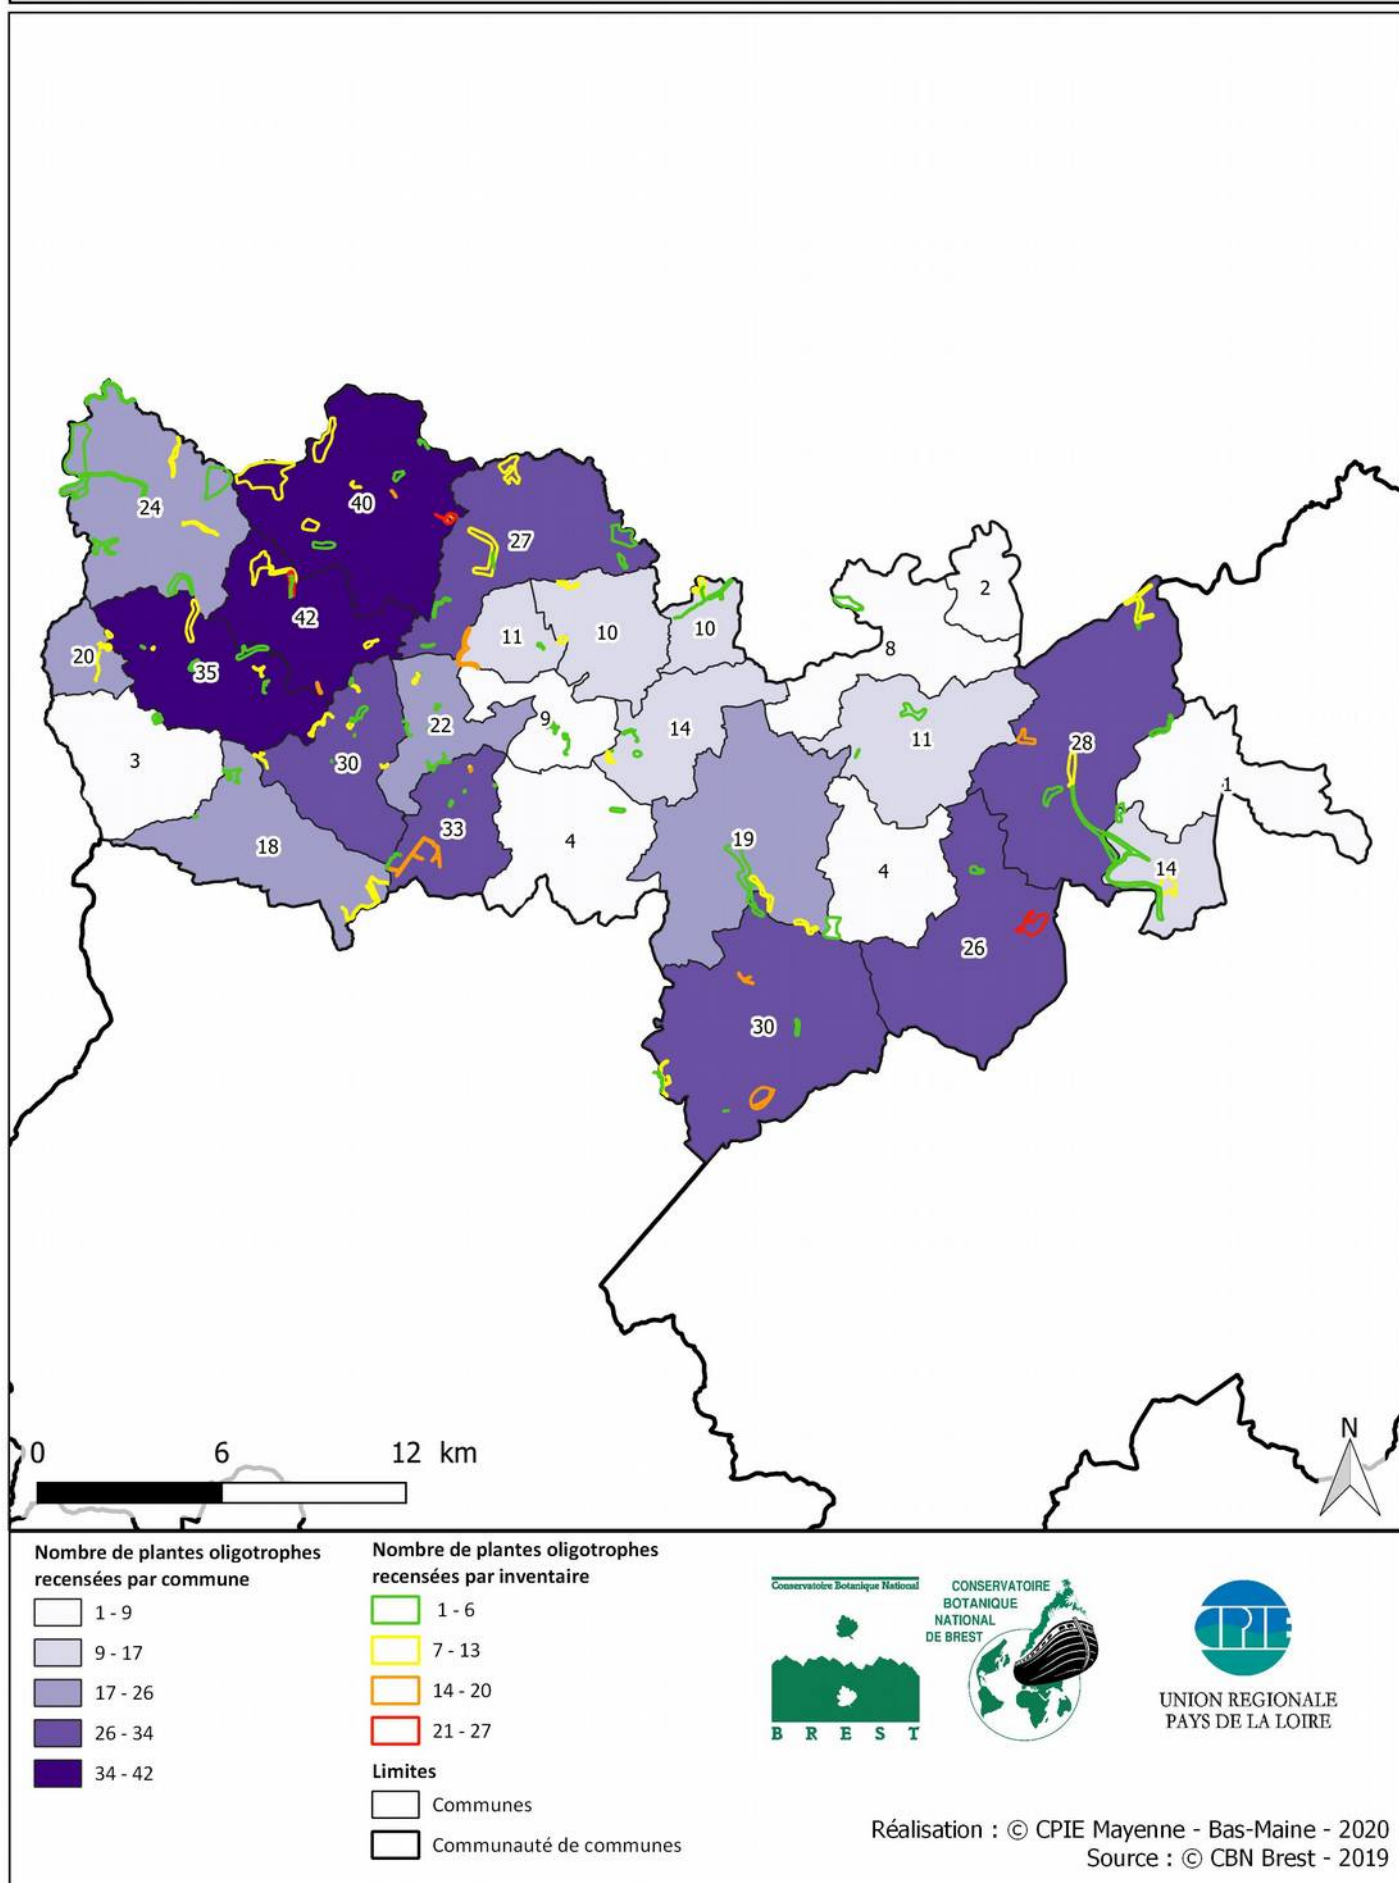 24
40
27
2
42
11
10
10
8
20
35
22
9
14
11
28
3
30
1
33
4
19
18
4
14
26
30
0 6 12 km
N
Nombre de plantes oligotrophes
recensées par commune
1 - 9
9 - 17
17 - 26
26 - 34
34 - 42
Nombre de plantes oligotrophes
recensées par inventaire
1 - 6
7 - 13
14 - 20
21 - 27
Limites
Communes
Communauté de communes
Conservatoire Botanique National
B R E S T
CONSERVATOIRE
BOTANIQUE
NATIONAL
DE BREST
CPIE
UNION REGIONALE
PAYS DE LA LOIRE
Réalisation : © CPIE Mayenne - Bas-Maine - 2020
Source : © CBN Brest - 2019